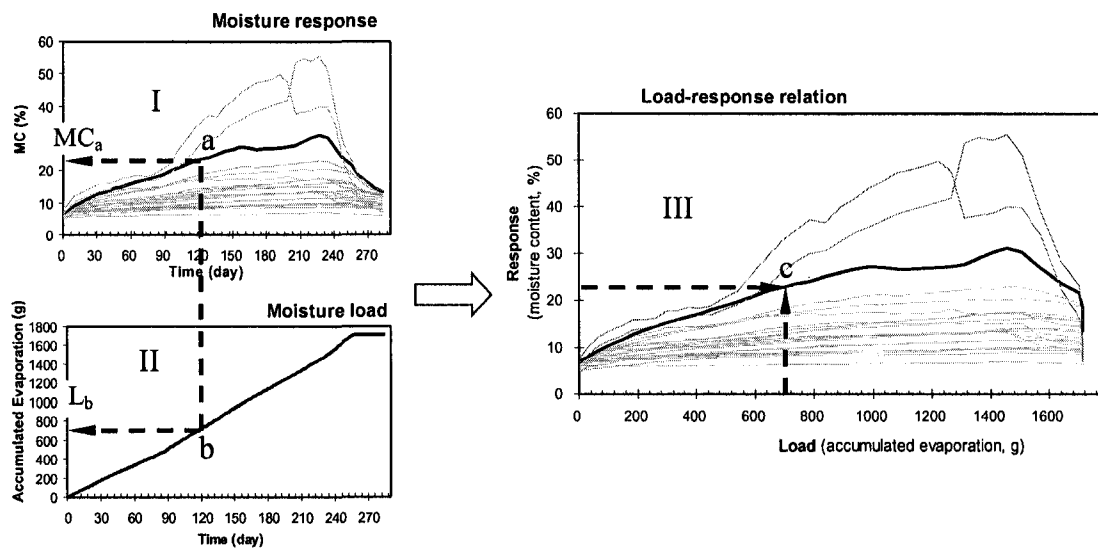 Moisture response
60
50
40
30
20
10
0
MC (%)
I
MCₐ
a
0 30 60 90 120 150 180 210 240 270
Time (day)
Moisture load
1800
1600
1400
1200
1000
800
600
400
200
0
Accumulated Evaporation (g)
II
L_b
b
0 30 60 90 120 150 180 210 240 270
Time (day)
Load-response relation
60
50
40
30
20
10
0
Response
(moisture content, %)
III
c
0 200 400 600 800 1000 1200 1400 1600
Load (accumulated evaporation, g)